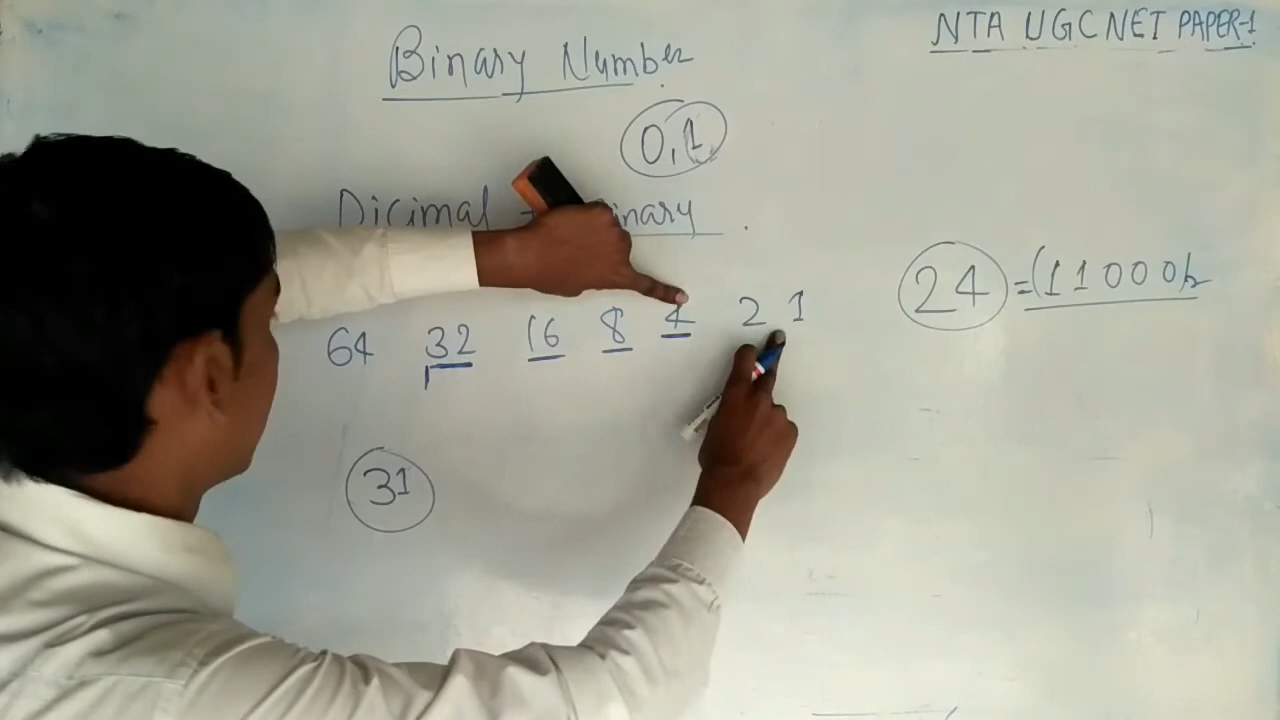 NTA UGC NET PAPER-1
Binary Number
0,1
Dicimal Binary
24 = (11000)2
64 32 16 8 4 2 1
31